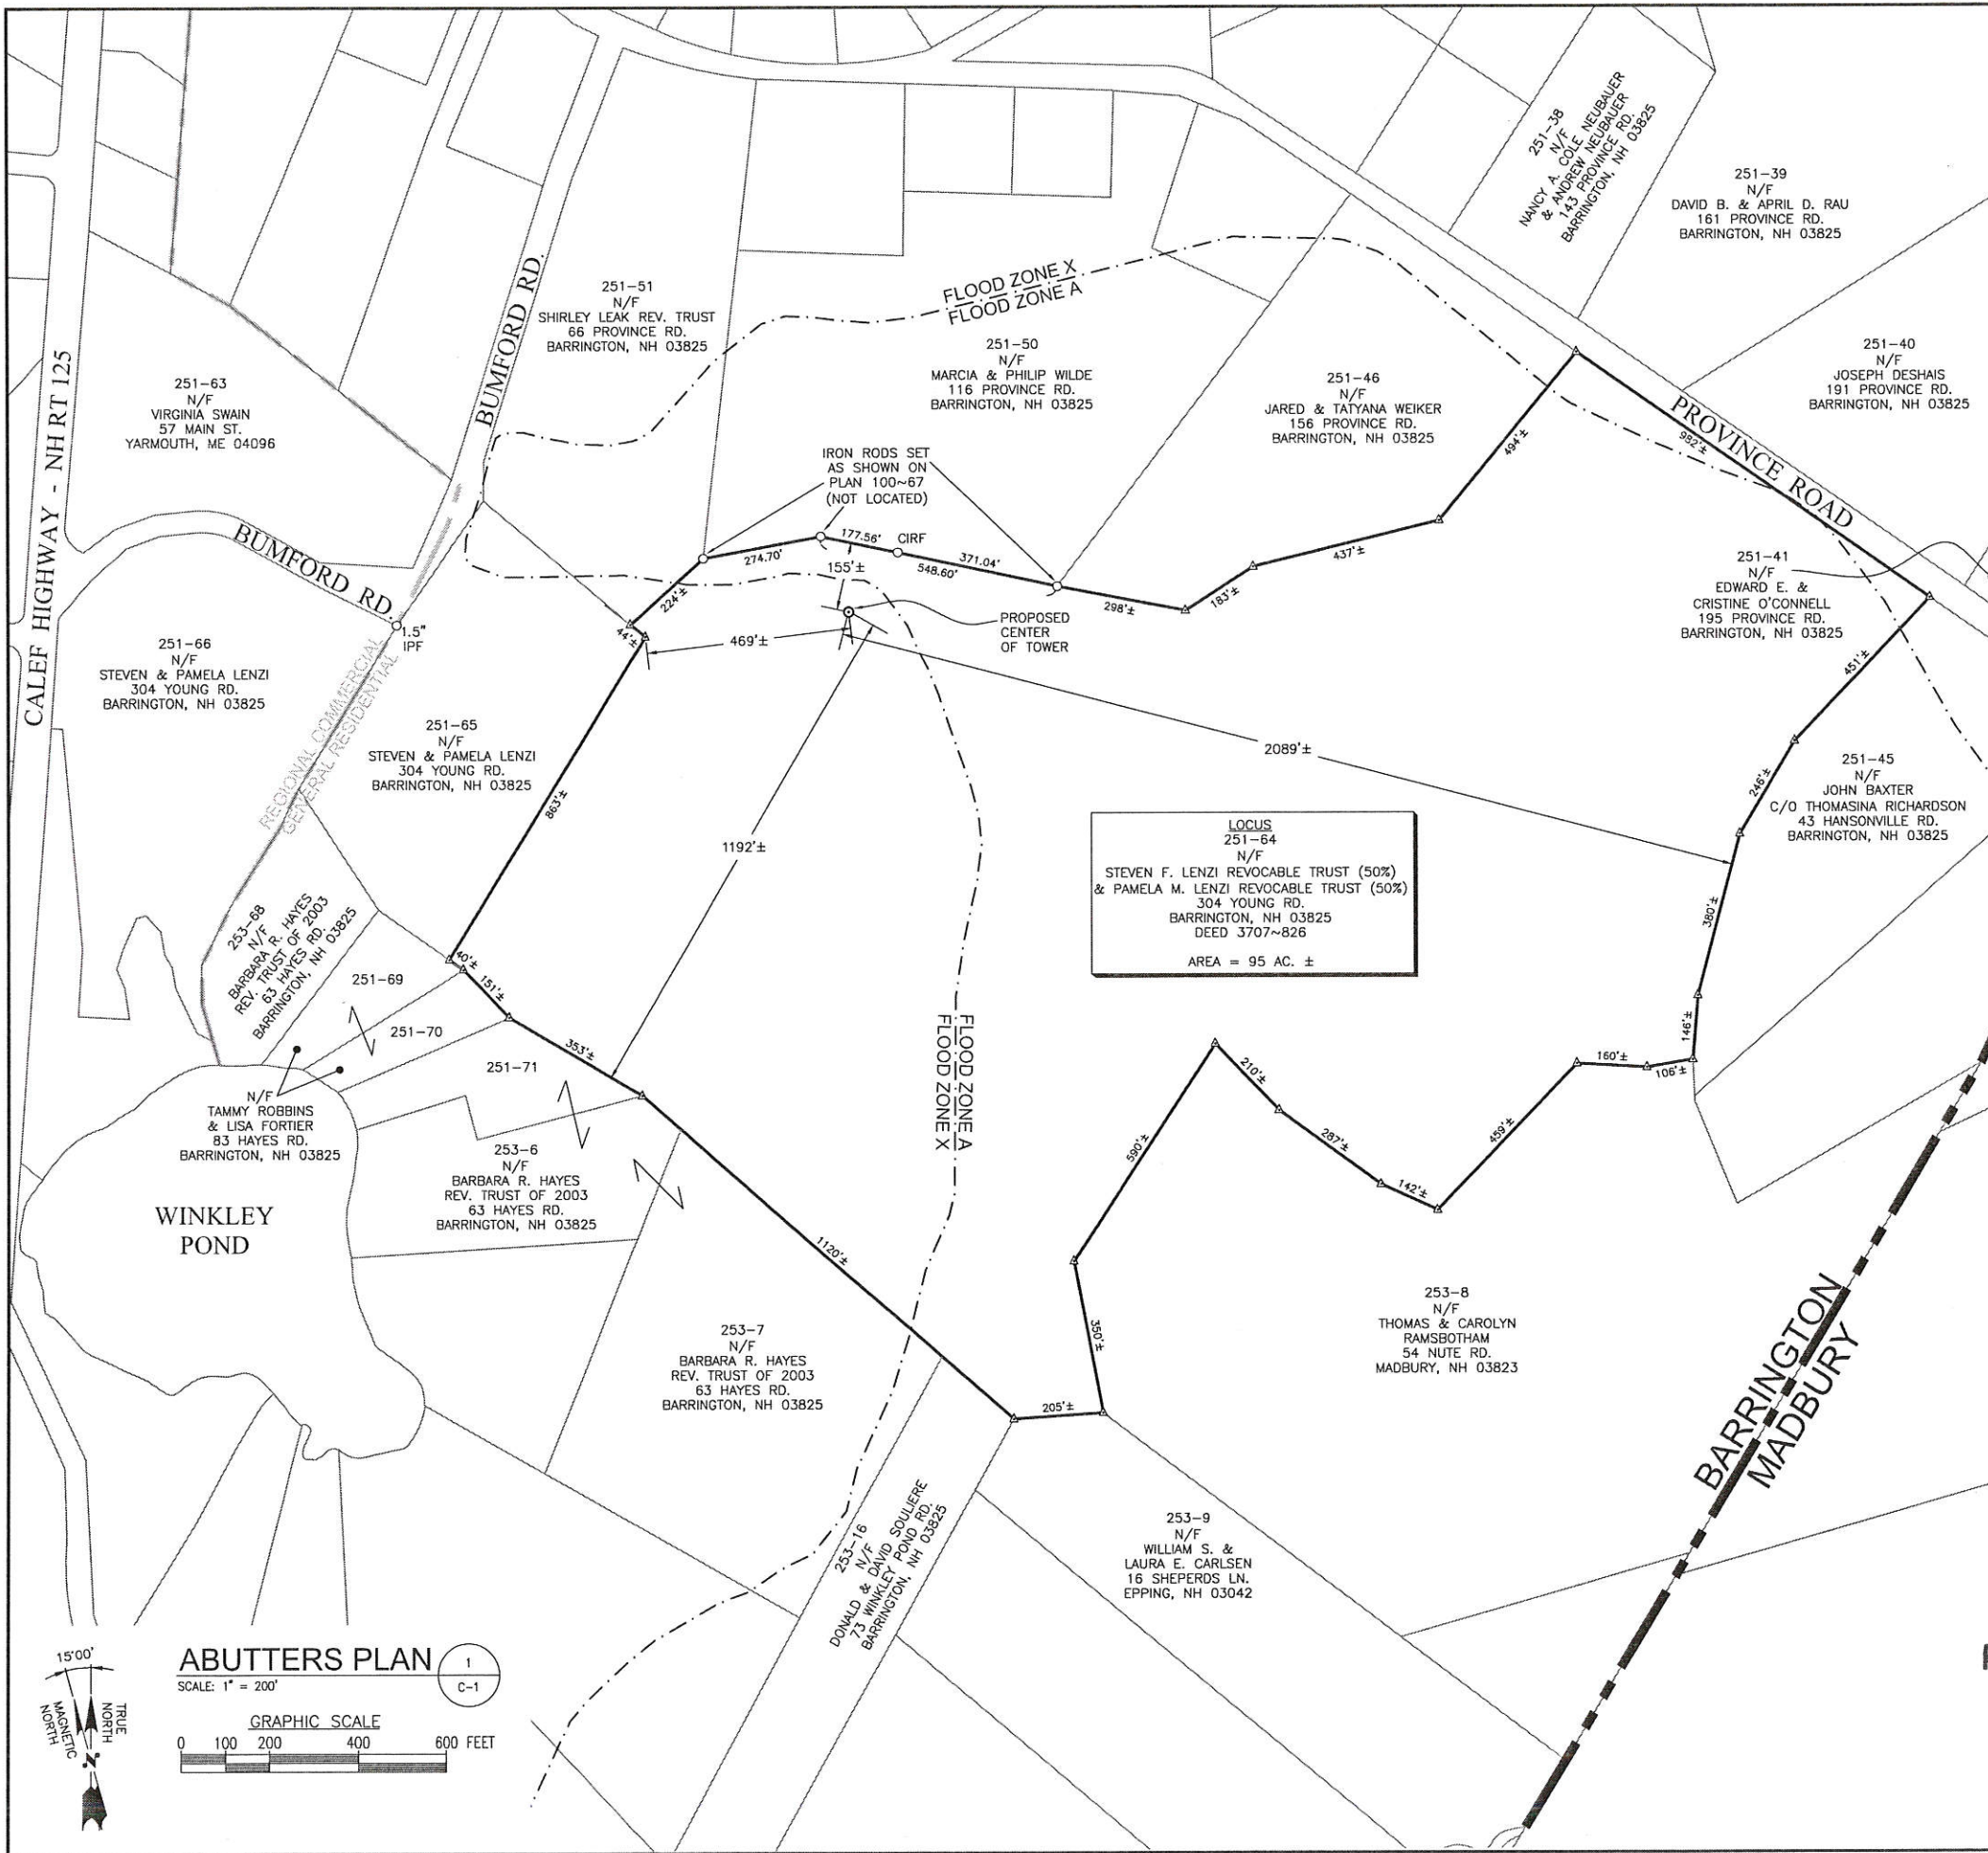 251-38
N/F
NANCY A. COLE NEUBAUER
& ANDREW NEUBAUER
143 PROVINCE RD.
BARRINGTON, NH 03825
251-39
N/F
DAVID B. & APRIL D. RAU
161 PROVINCE RD.
BARRINGTON, NH 03825
251-51
N/F
SHIRLEY LEAK REV. TRUST
66 PROVINCE RD.
BARRINGTON, NH 03825
BUMFORD RD.
FLOOD ZONE X
FLOOD ZONE A
251-50
N/F
MARCIA & PHILIP WILDE
116 PROVINCE RD.
BARRINGTON, NH 03825
251-46
N/F
JARED & TATYANA WEIKER
156 PROVINCE RD.
BARRINGTON, NH 03825
251-40
N/F
JOSEPH DESHAIS
191 PROVINCE RD.
BARRINGTON, NH 03825
CALEF HIGHWAY - NH RT 125
251-63
N/F
VIRGINIA SWAIN
57 MAIN ST.
YARMOUTH, ME 04096
PROVINCE ROAD
982'±
494'±
IRON RODS SET
AS SHOWN ON
PLAN 100~67
(NOT LOCATED)
BUMFORD RD.
1.5"
IPF
224'±
274.70'
177.56'
CIRF
371.04'
548.60'
155'±
298'±
183'±
437'±
44'±
469'±
PROPOSED
CENTER
OF TOWER
251-41
N/F
EDWARD E. &
CRISTINE O'CONNELL
195 PROVINCE RD.
BARRINGTON, NH 03825
251-66
N/F
STEVEN & PAMELA LENZI
304 YOUNG RD.
BARRINGTON, NH 03825
REGIONAL COMMERCIAL
GENERAL RESIDENTIAL
251-65
N/F
STEVEN & PAMELA LENZI
304 YOUNG RD.
BARRINGTON, NH 03825
863'±
1192'±
2089'±
451'±
246'±
251-45
N/F
JOHN BAXTER
C/O THOMASINA RICHARDSON
43 HANSONVILLE RD.
BARRINGTON, NH 03825
LOCUS
251-64
N/F
STEVEN F. LENZI REVOCABLE TRUST (50%)
& PAMELA M. LENZI REVOCABLE TRUST (50%)
304 YOUNG RD.
BARRINGTON, NH 03825
DEED 3707~826
AREA = 95 AC. ±
380'±
146'±
253-68
N/F
BARBARA R. HAYES
REV. TRUST OF 2003
63 HAYES RD.
BARRINGTON, NH 03825
40'±
151'±
353'±
251-69
251-70
251-71
FLOOD ZONE A
FLOOD ZONE X
210'±
160'±
106'±
N/F
TAMMY ROBBINS
& LISA FORTIER
83 HAYES RD.
BARRINGTON, NH 03825
590'±
287'±
142'±
459'±
253-6
N/F
BARBARA R. HAYES
REV. TRUST OF 2003
63 HAYES RD.
BARRINGTON, NH 03825
WINKLEY
POND
1120'±
350'±
205'±
253-7
N/F
BARBARA R. HAYES
REV. TRUST OF 2003
63 HAYES RD.
BARRINGTON, NH 03825
253-8
N/F
THOMAS & CAROLYN
RAMSBOTHAM
54 NUTE RD.
MADBURY, NH 03823
BARRINGTON
MADBURY
253-16
N/F
DONALD & DAVID SOULIERE
73 WINKLEY POND RD.
BARRINGTON, NH 03825
253-9
N/F
WILLIAM S. &
LAURA E. CARLSEN
16 SHEPERDS LN.
EPPING, NH 03042
15°00'
TRUE
NORTH
MAGNETIC
NORTH
N
ABUTTERS PLAN
1
C-1
SCALE: 1" = 200'
GRAPHIC SCALE
0 100 200 400 600 FEET